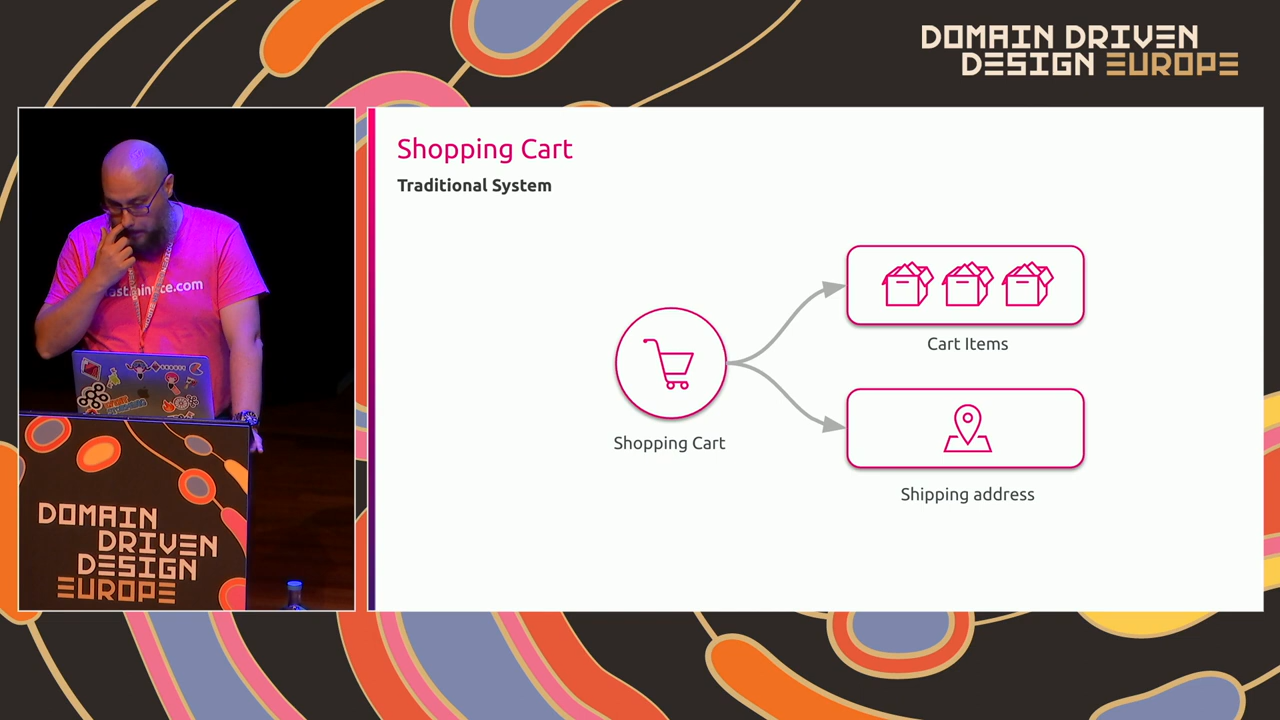 DOMAIN DRIVEN
DESIGN EUROPE
Shopping Cart
Traditional System
Cart Items
Shopping Cart
Shipping address
DOMAIN
DRIVEN
DESIGN
EUROPE